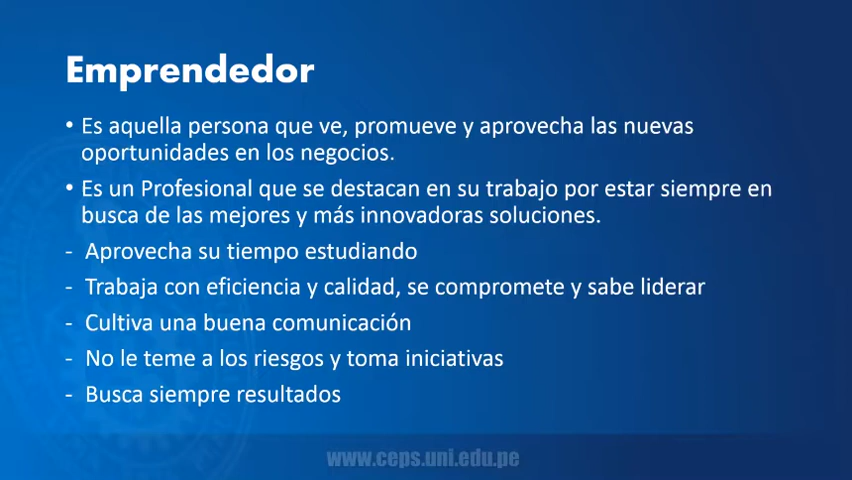 Emprendedor
• Es aquella persona que ve, promueve y aprovecha las nuevas
oportunidades en los negocios.
• Es un Profesional que se destacan en su trabajo por estar siempre en
busca de las mejores y más innovadoras soluciones.
- Aprovecha su tiempo estudiando
- Trabaja con eficiencia y calidad, se compromete y sabe liderar
- Cultiva una buena comunicación
- No le teme a los riesgos y toma iniciativas
- Busca siempre resultados
www.ceps.uni.edu.pe